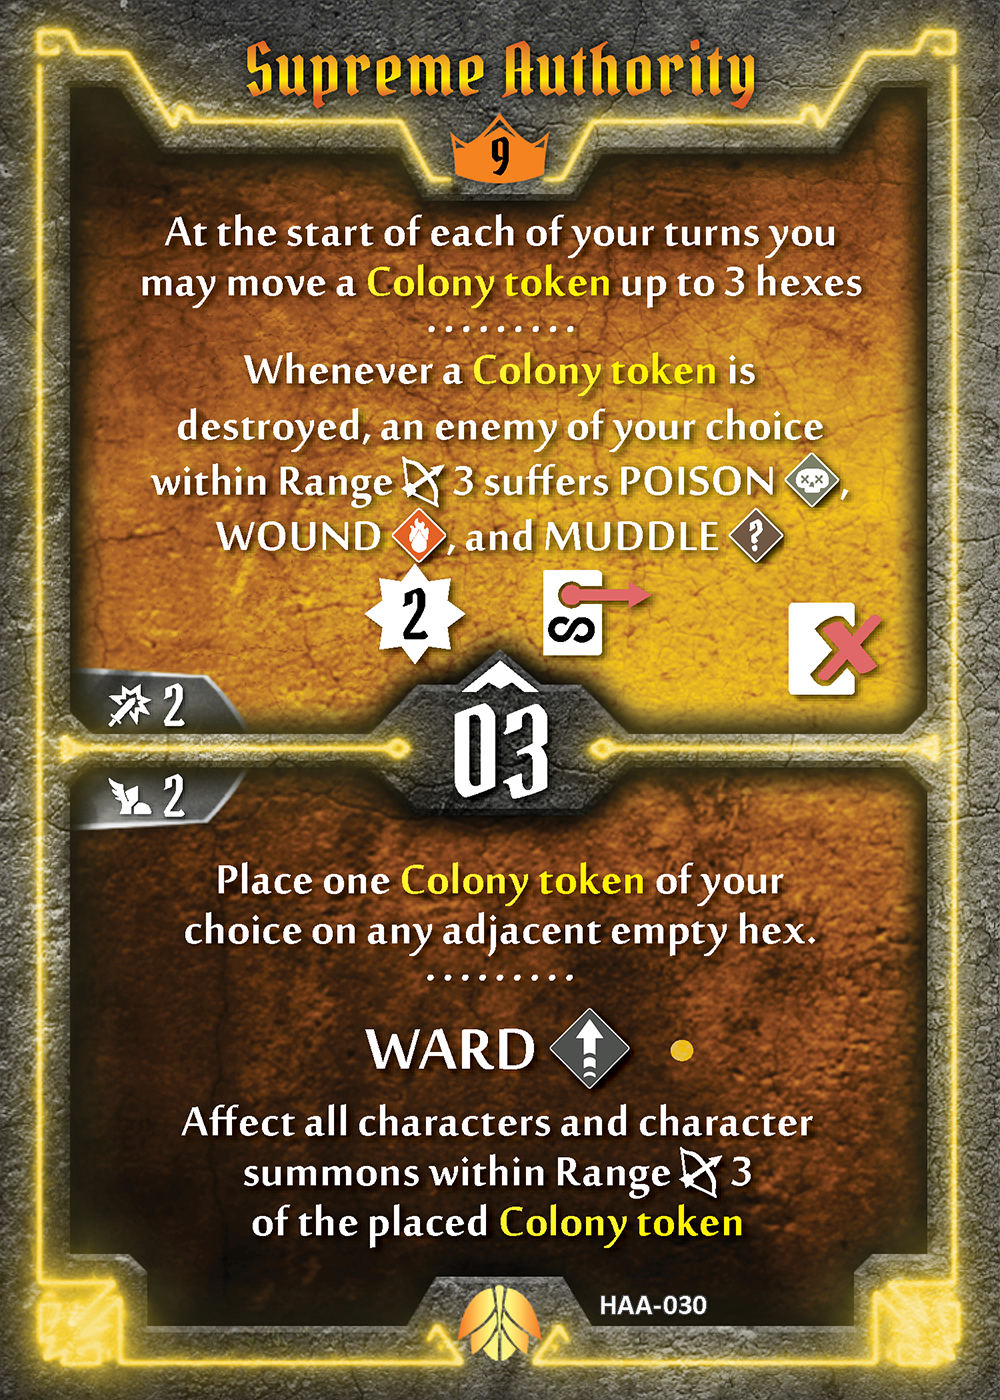 Supreme Authority
9
At the start of each of your turns you
may move a Colony token up to 3 hexes
.........
Whenever a Colony token is
destroyed, an enemy of your choice
within Range 3 suffers POISON ,
WOUND , and MUDDLE ?
2
2
03
2
Place one Colony token of your
choice on any adjacent empty hex.
.........
WARD
Affect all characters and character
summons within Range 3
of the placed Colony token
HAA-030